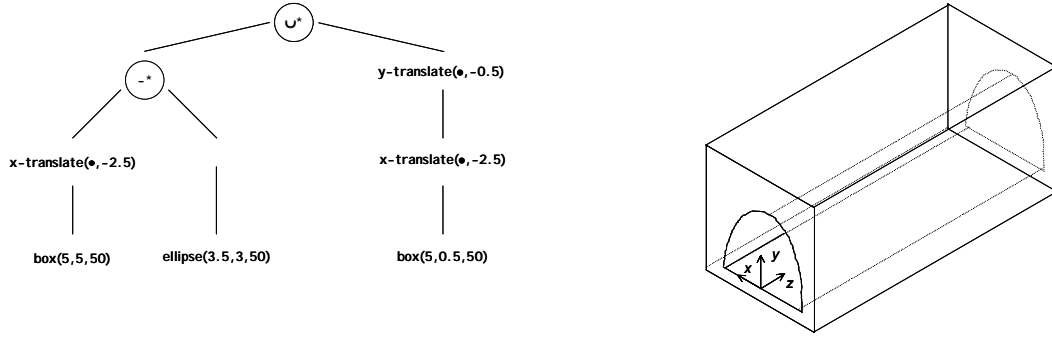 ∪*
-*
y-translate(•,-0.5)
x-translate(•,-2.5)
x-translate(•,-2.5)
box(5,5,50)
ellipse(3.5,3,50)
box(5,0.5,50)
y
x
z